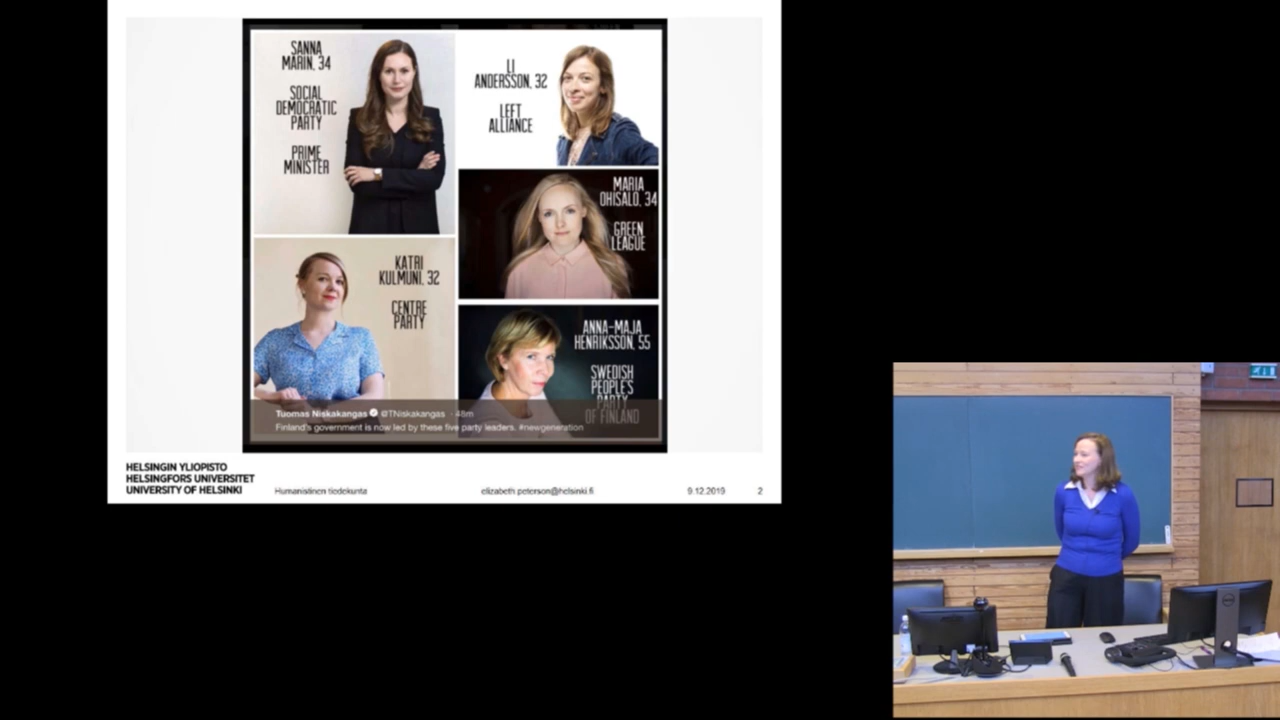 SANNA
MARIN, 34
SOCIAL
DEMOCRATIC
PARTY
PRIME
MINISTER
LI
ANDERSSON, 32
LEFT
ALLIANCE
MARIA
OHISALO, 34
GREEN
LEAGUE
KATRI
KULMUNI, 32
CENTRE
PARTY
ANNA-MAJA
HENRIKSSON, 55
SWEDISH
PEOPLE'S
PARTY
OF FINLAND
Tuomas Niskakangas @TNiskakangas · 48m
Finland's government is now led by these five party leaders. #newgeneration
HELSINGIN YLIOPISTO
HELSINGFORS UNIVERSITET
UNIVERSITY OF HELSINKI
Humanistinen tiedekunta
elizabeth.peterson@helsinki.fi
9.12.2019
2
DELL